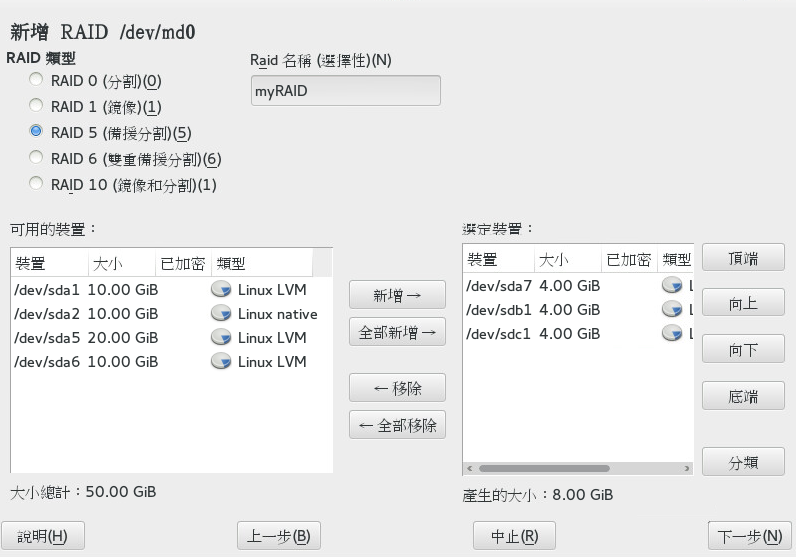 新增 RAID /dev/md0
RAID 類型
RAID 0 (分割)(0)
RAID 1 (鏡像)(1)
RAID 5 (備援分割)(5)
RAID 6 (雙重備援分割)(6)
RAID 10 (鏡像和分割)(1)
Raid 名稱 (選擇性)(N)
myRAID
可用的裝置：
裝置 大小 已加密 類型
/dev/sda1 10.00 GiB Linux LVM
/dev/sda2 10.00 GiB Linux native
/dev/sda5 20.00 GiB Linux LVM
/dev/sda6 10.00 GiB Linux LVM
大小總計：50.00 GiB
新增 →
全部新增 →
← 移除
← 全部移除
選定裝置：
裝置 大小 已加密 類型
/dev/sda7 4.00 GiB L
/dev/sdb1 4.00 GiB L
/dev/sdc1 4.00 GiB L
產生的大小：8.00 GiB
頂端
向上
向下
底端
分類
說明(H) 上一步(B) 中止(R) 下一步(N)